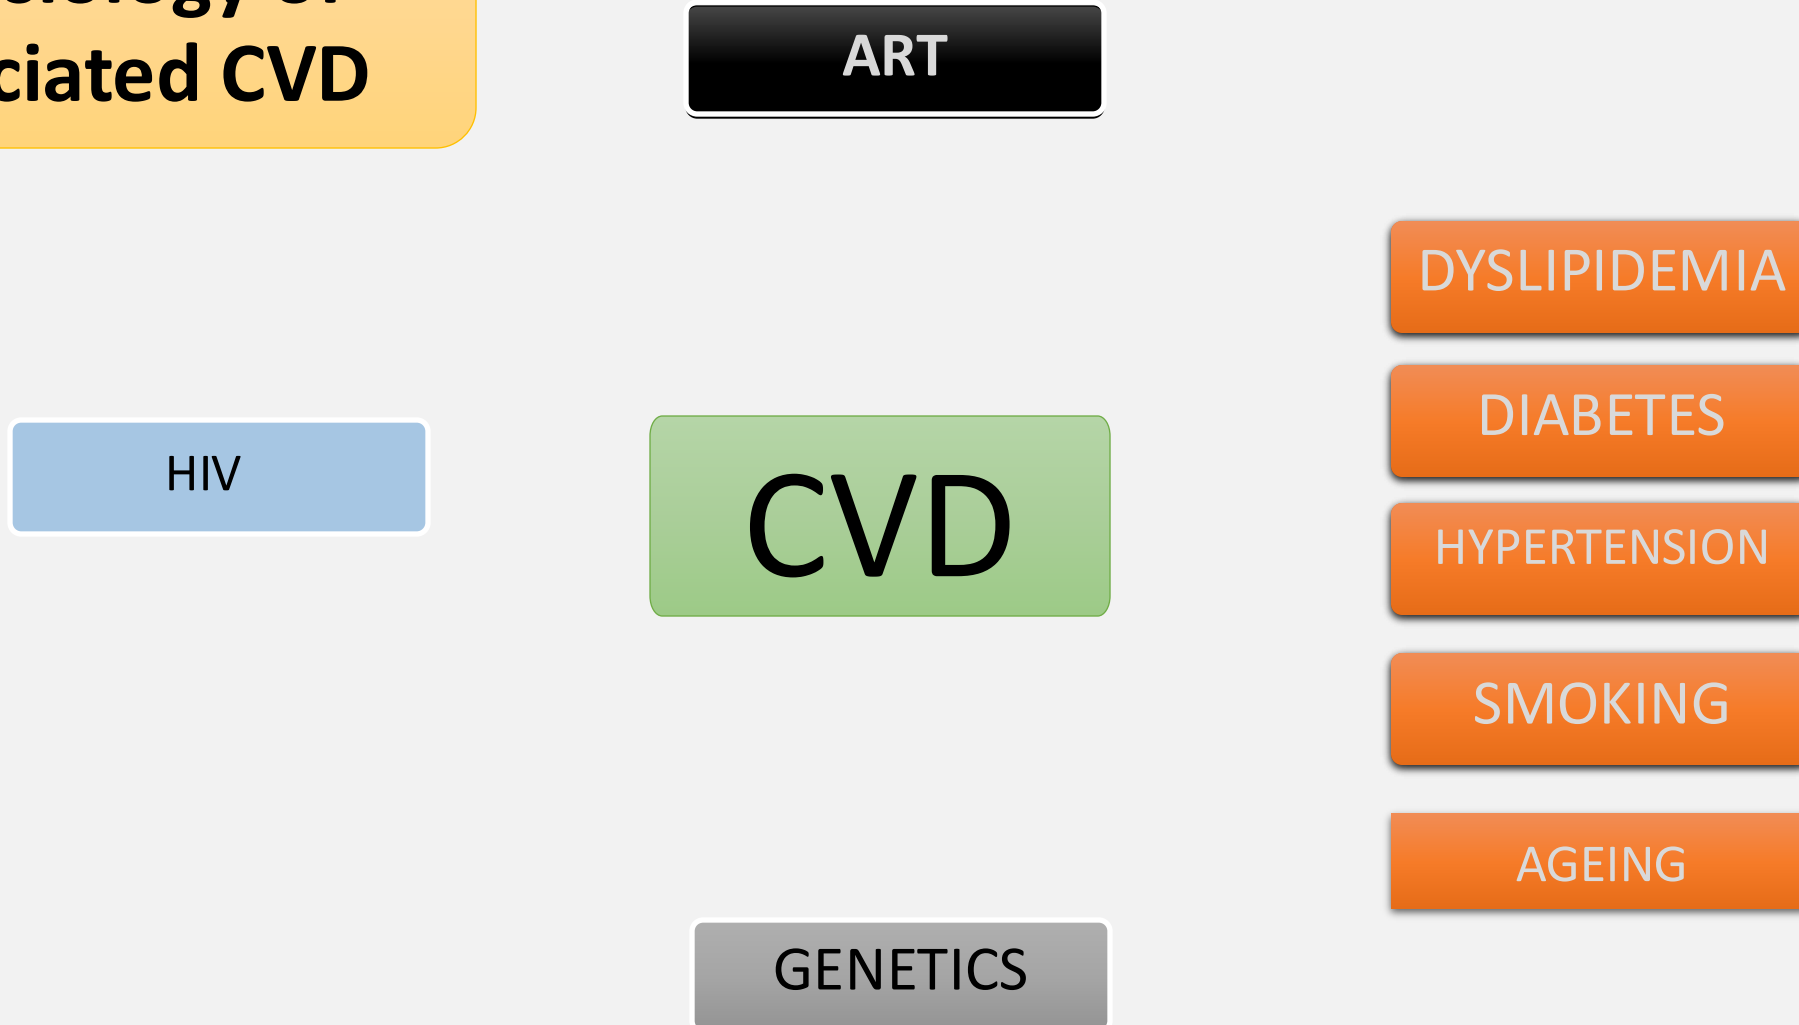 ciated CVD
ART
DYSLIPIDEMIA
DIABETES
HIV
CVD
HYPERTENSION
SMOKING
AGEING
GENETICS